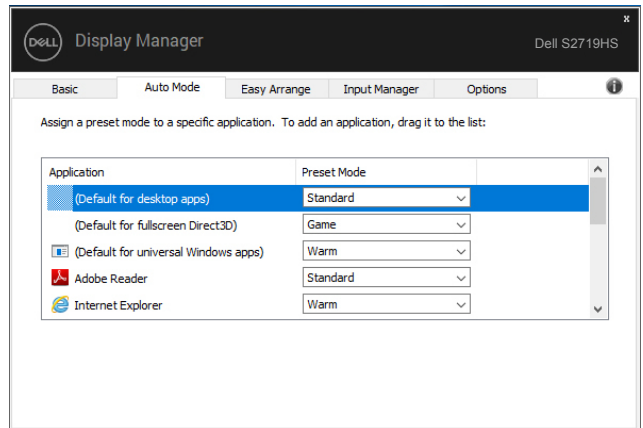 x
DELL Display Manager Dell S2719HS
Basic Auto Mode Easy Arrange Input Manager Options
Assign a preset mode to a specific application. To add an application, drag it to the list:
Application Preset Mode
(Default for desktop apps) Standard
(Default for fullscreen Direct3D) Game
(Default for universal Windows apps) Warm
Adobe Reader Standard
Internet Explorer Warm